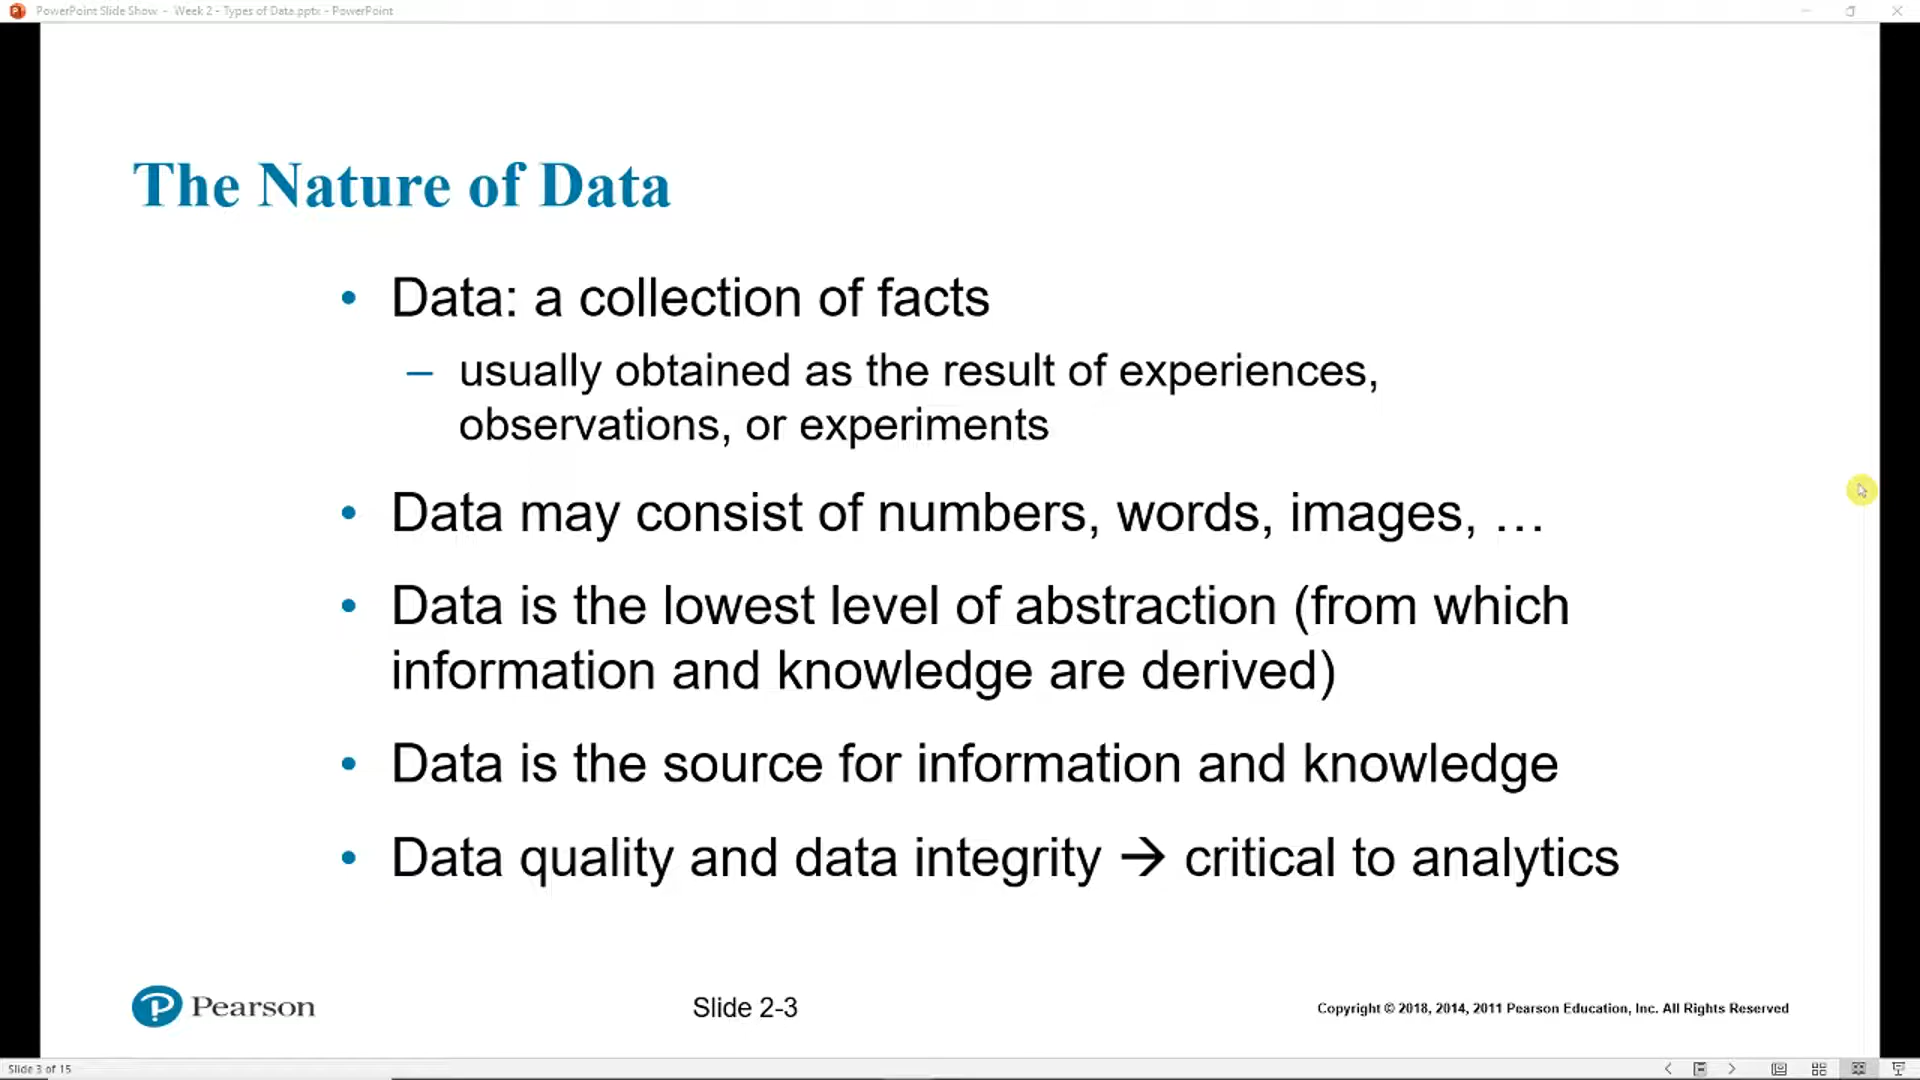 PowerPoint Slide Show - Week 2 - Types of Data.pptx - PowerPoint
The Nature of Data
• Data: a collection of facts
– usually obtained as the result of experiences,
observations, or experiments
• Data may consist of numbers, words, images, …
• Data is the lowest level of abstraction (from which
information and knowledge are derived)
• Data is the source for information and knowledge
• Data quality and data integrity → critical to analytics
Pearson
Slide 2-3
Copyright © 2018, 2014, 2011 Pearson Education, Inc. All Rights Reserved
Slide 3 of 15